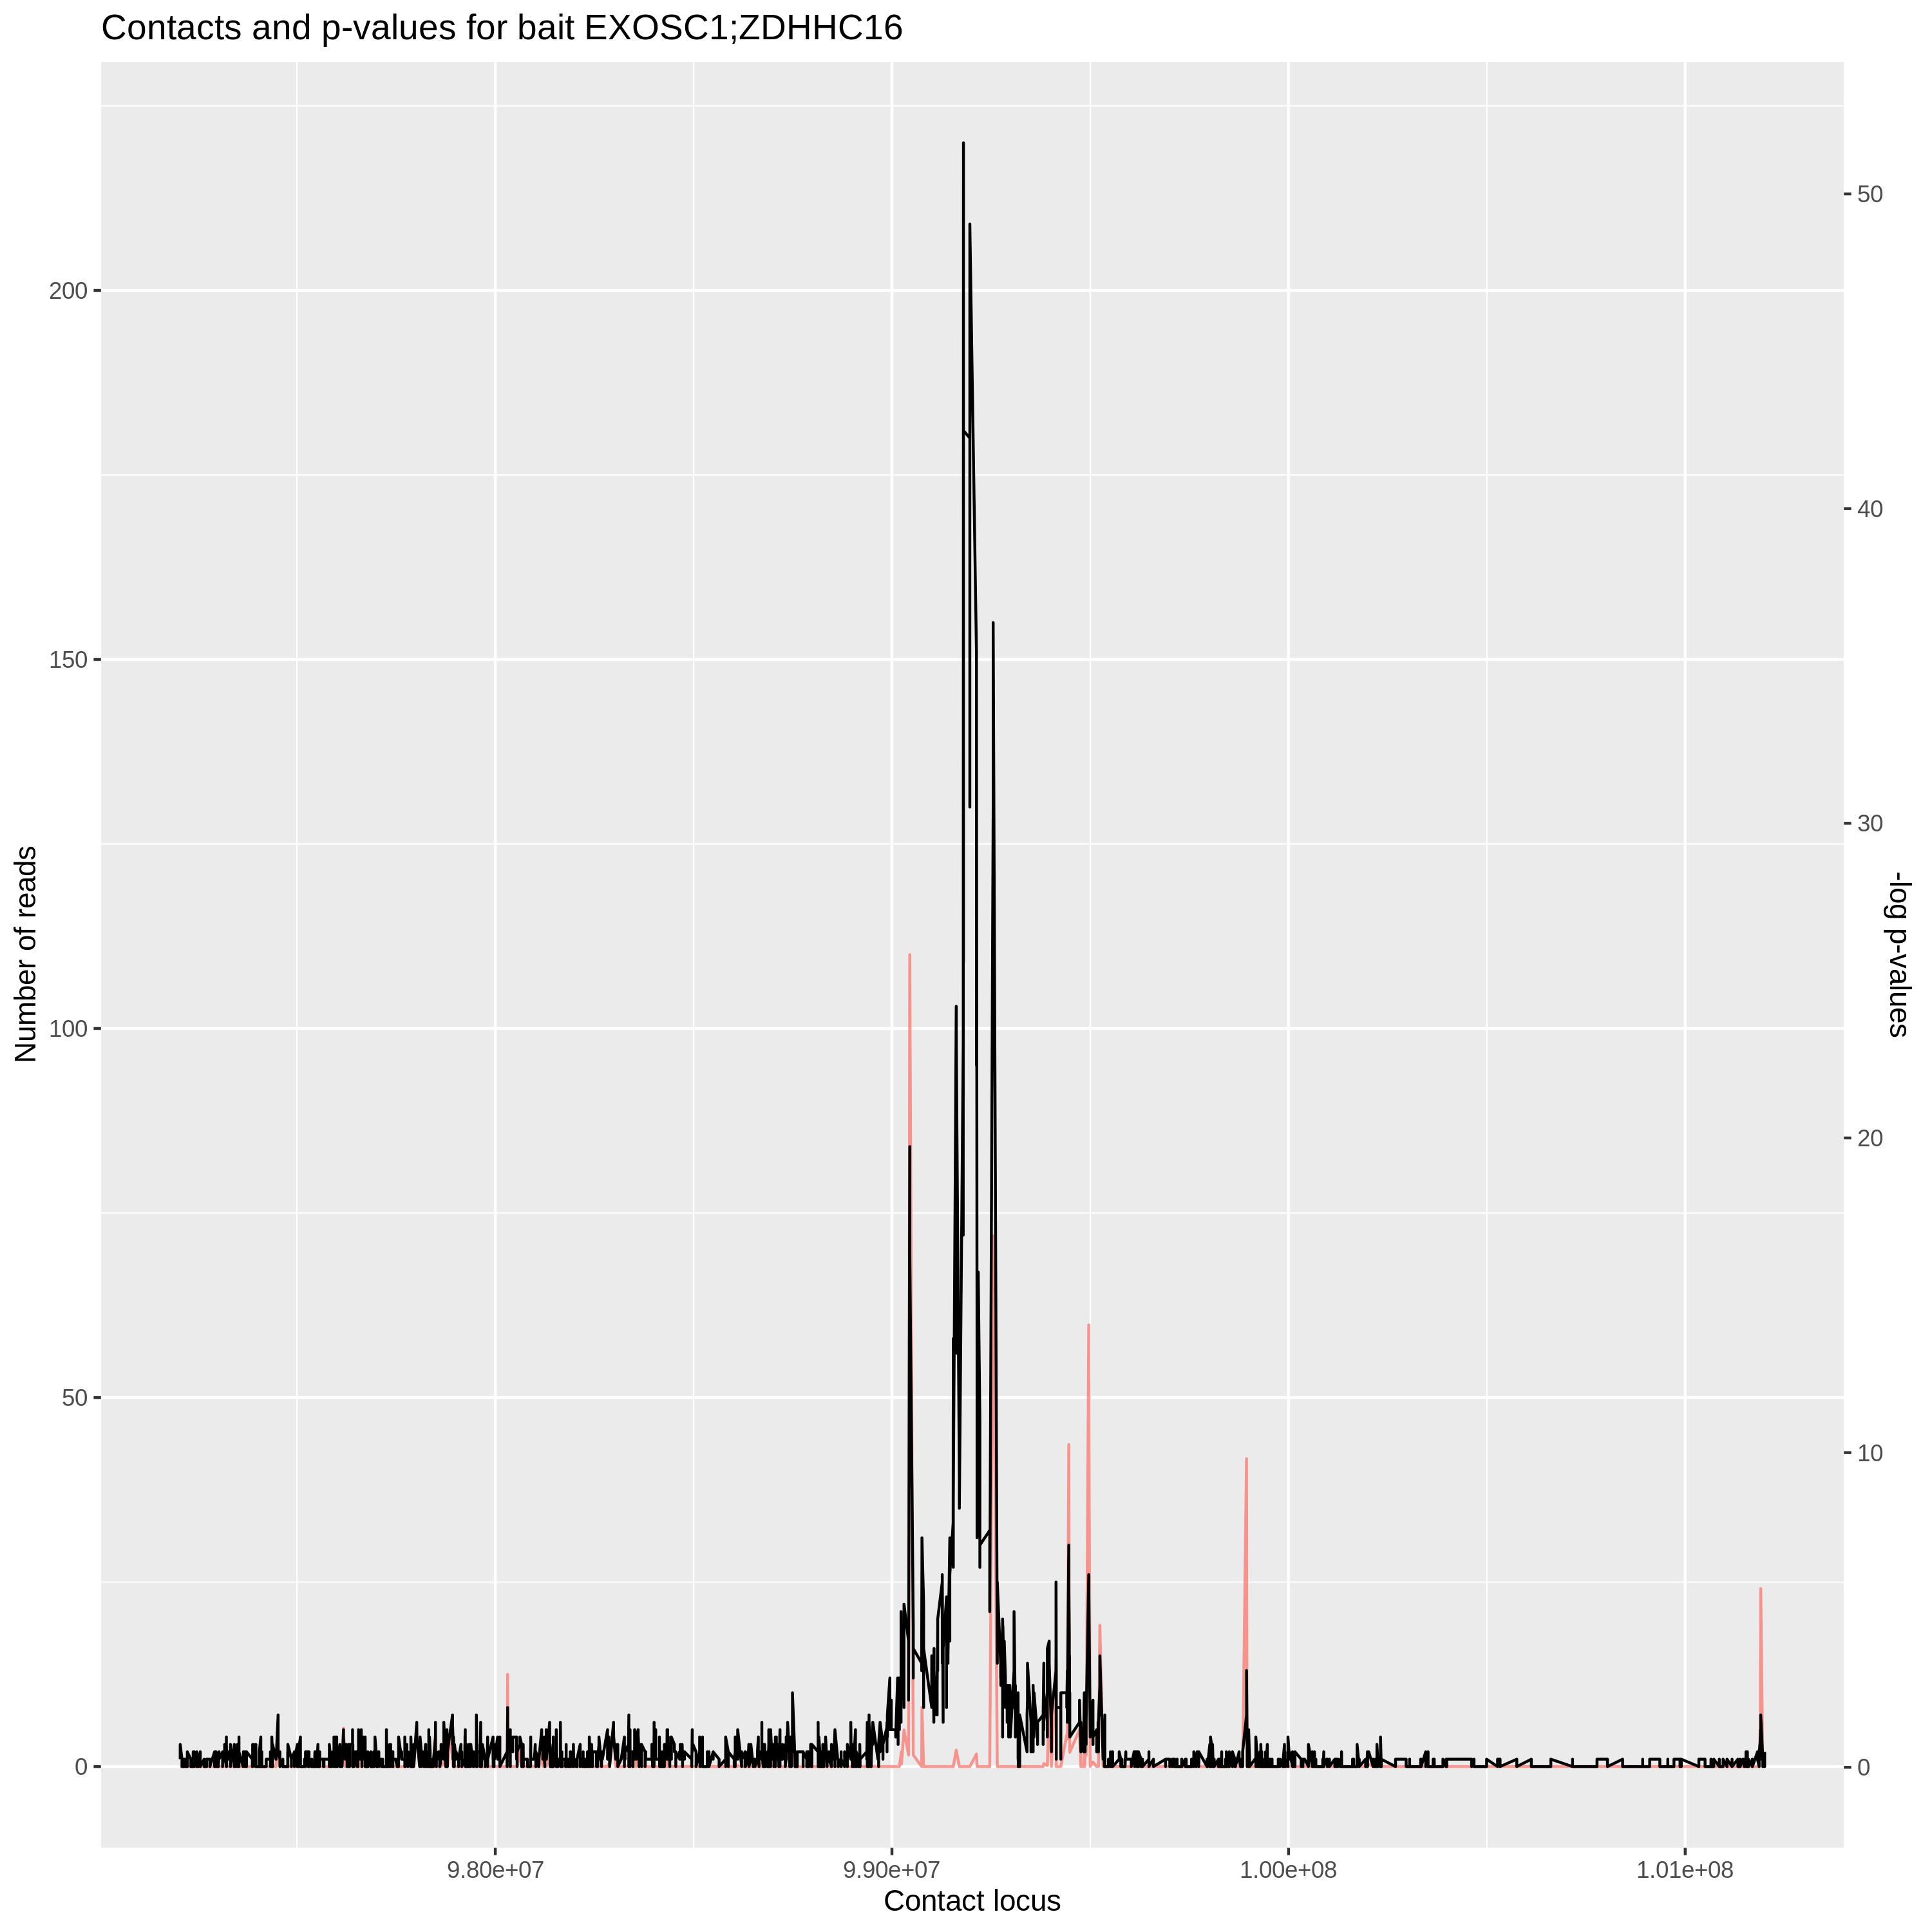 Contacts and p-values for bait EXOSC1;ZDHHC16
Number of reads
200
150
100
50
0
-log p-values
50
40
30
20
10
0
9.80e+07 9.90e+07 1.00e+08 1.01e+08
Contact locus